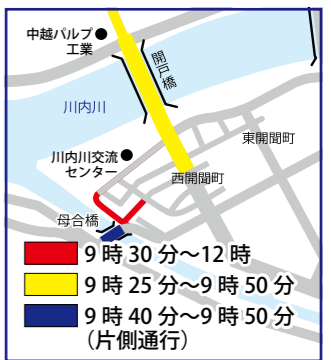 中越パルプ
工業
開戸橋
川内川
東開聞町
川内川交流
センター
西開聞町
母合橋
9時30分〜12時
9時25分〜9時50分
9時40分〜9時50分
(片側通行)